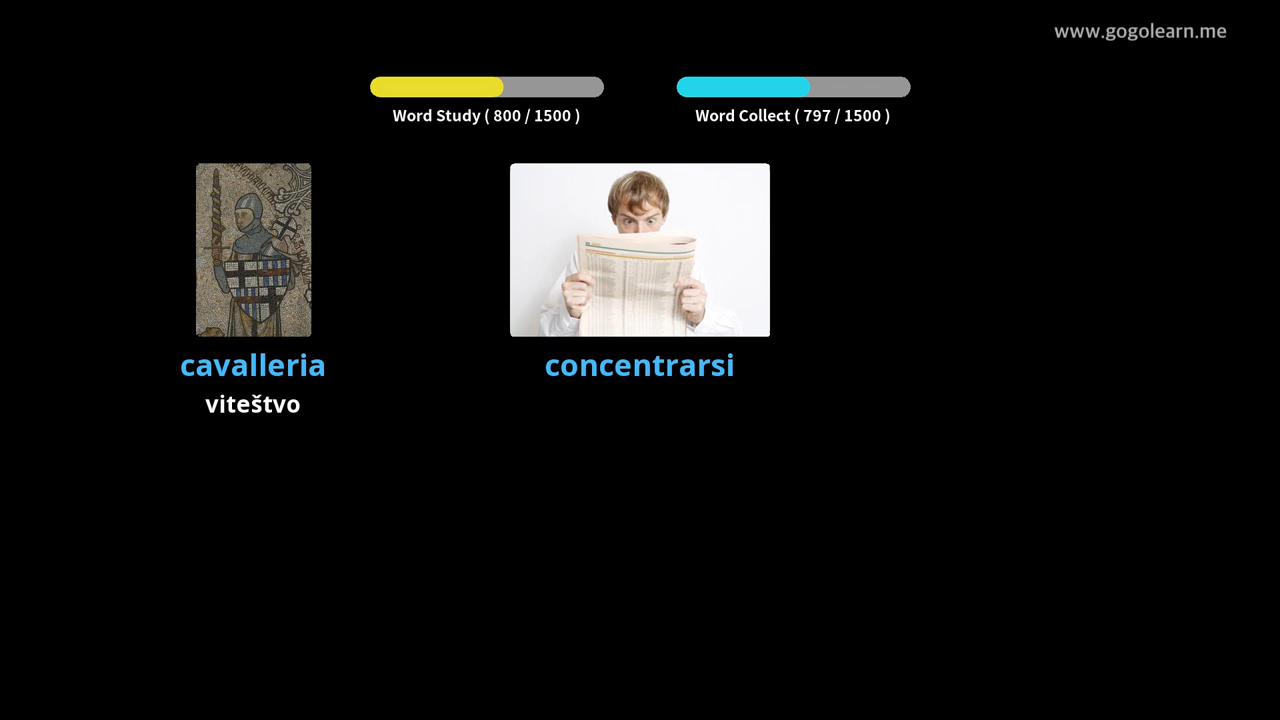 www.gogolearn.me
Word Study ( 800 / 1500 )
Word Collect ( 797 / 1500 )
cavalleria
viteštvo
concentrarsi